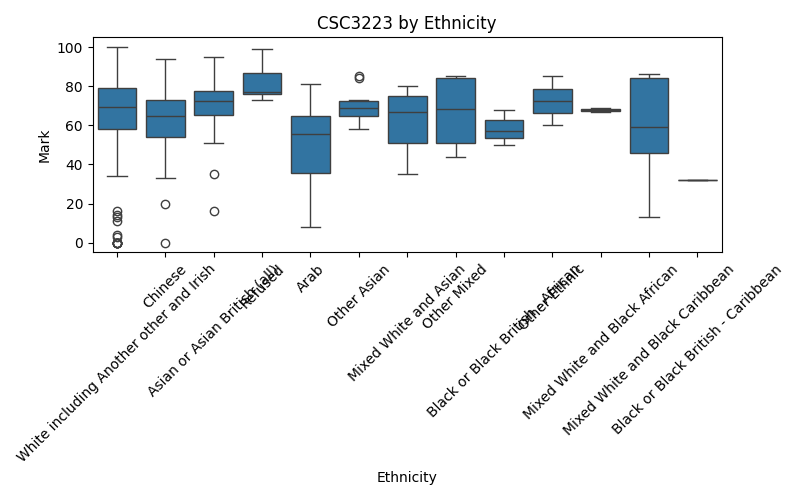 CSC3223 by Ethnicity
Mark
100
80
60
40
20
0
White including Another other and Irish
Chinese
Asian or Asian British (all)
Refused
Arab
Other Asian
Mixed White and Asian
Other Mixed
Black or Black British - African
Other Ethnic
Mixed White and Black African
Mixed White and Black Caribbean
Black or Black British - Caribbean
Ethnicity